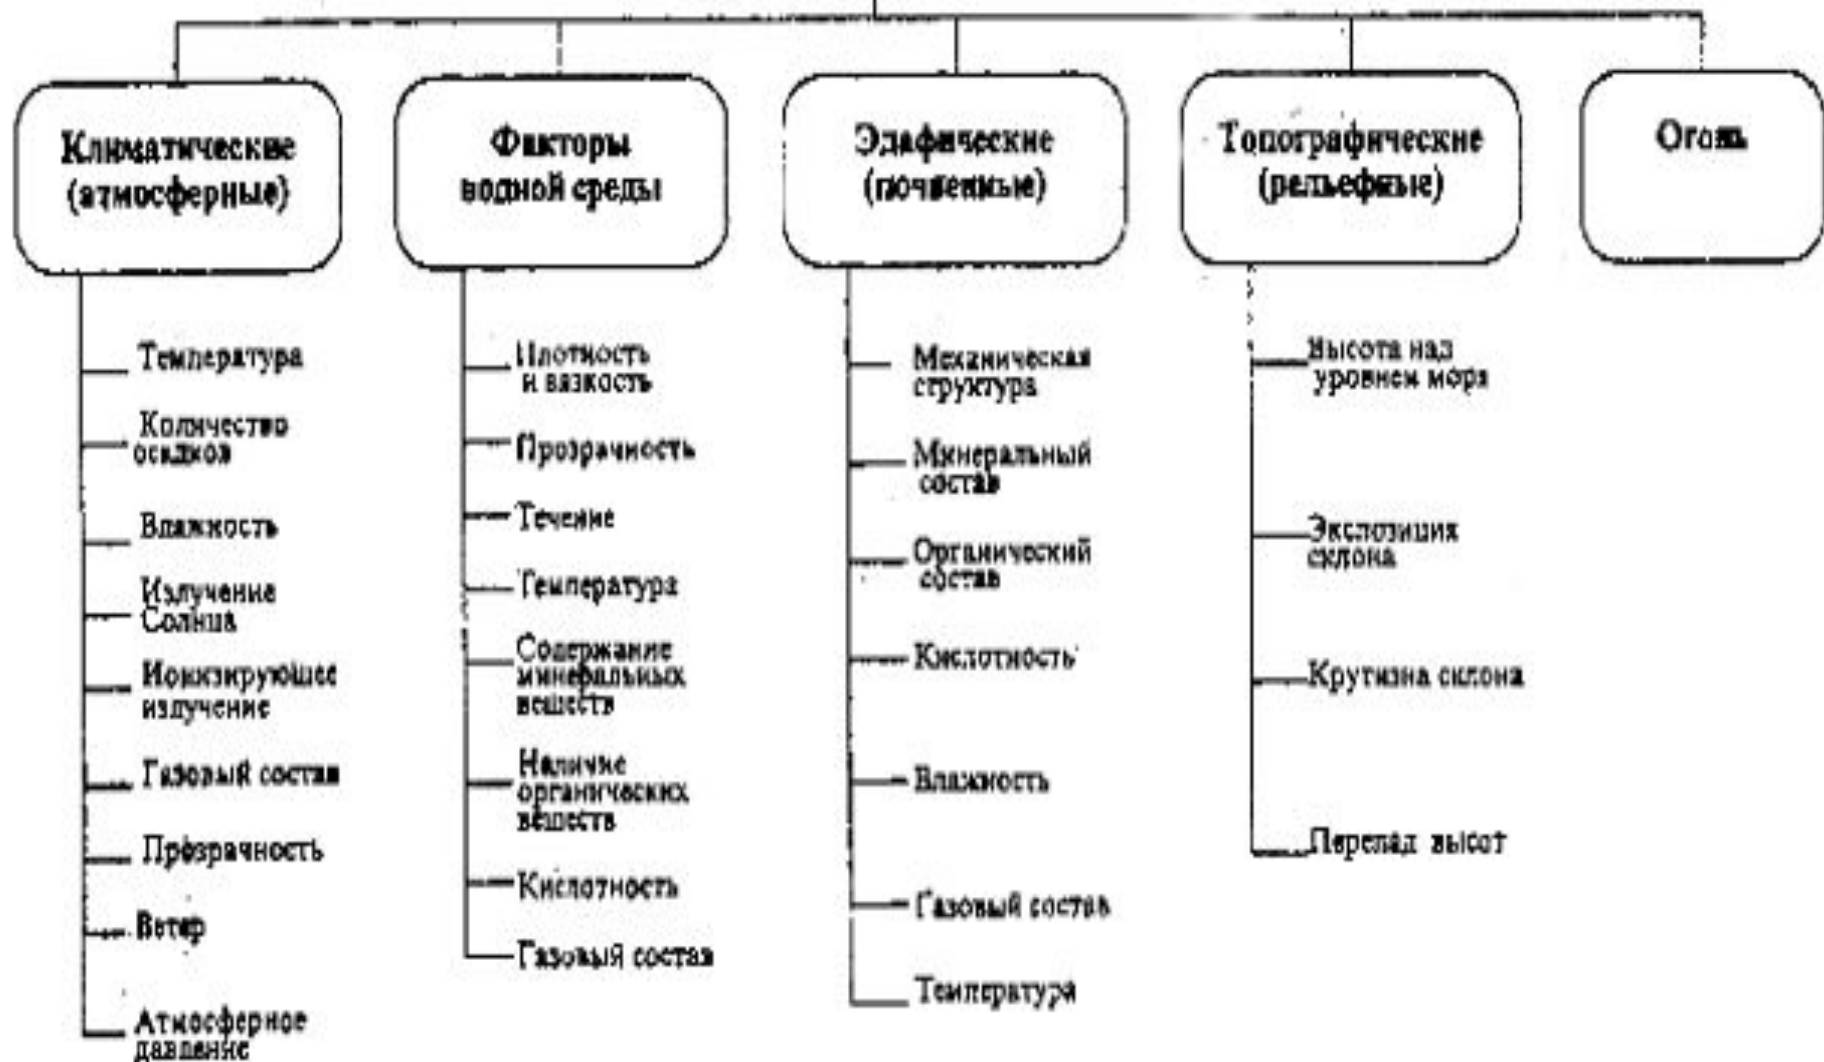 Климатические
(атмосферные)
Температура
Количество
осадков
Влажность
Излучение
Солнца
Ионизирующее
излучение
Газовый состав
Прозрачность
Ветер
Атмосферное
давление
Факторы
водной среды
Плотность
и вязкость
Прозрачность
Течение
Температура
Содержание
минеральных
веществ
Наличие
органических
веществ
Кислотность
Газовый состав
Эдафические
(почвенные)
Механическая
структура
Минеральный
состав
Органический
состав
Кислотность
Влажность
Газовый состав
Температура
Топографические
(рельефные)
Высота над
уровнем моря
Экспозиция
склона
Крутизна склона
Перепад высот
Огонь